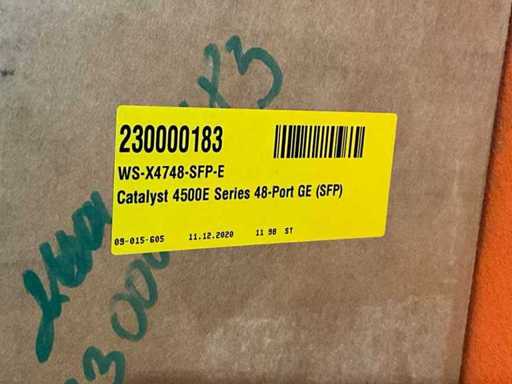 230000183
WS-X4748-SFP-E
Catalyst 4500E Series 48-Port GE (SFP)
09-015-605 11.12.2020 11 98 ST